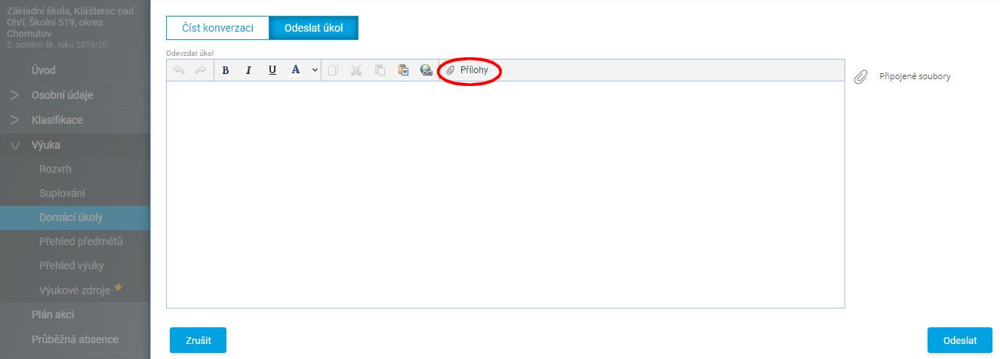 Základní škola, Klášterec nad
Ohří, Školní 519, okres
Chomutov
2. pololetí šk. roku 2019/20
Úvod
Osobní údaje
Klasifikace
Výuka
Rozvrh
Suplování
Domácí úkoly
Přehled předmětů
Přehled výuky
Výukové zdroje
Plán akcí
Průběžná absence
Číst konverzaci
Odeslat úkol
Odevzdat úkol
B I U A Přílohy
Připojené soubory
Zrušit
Odeslat